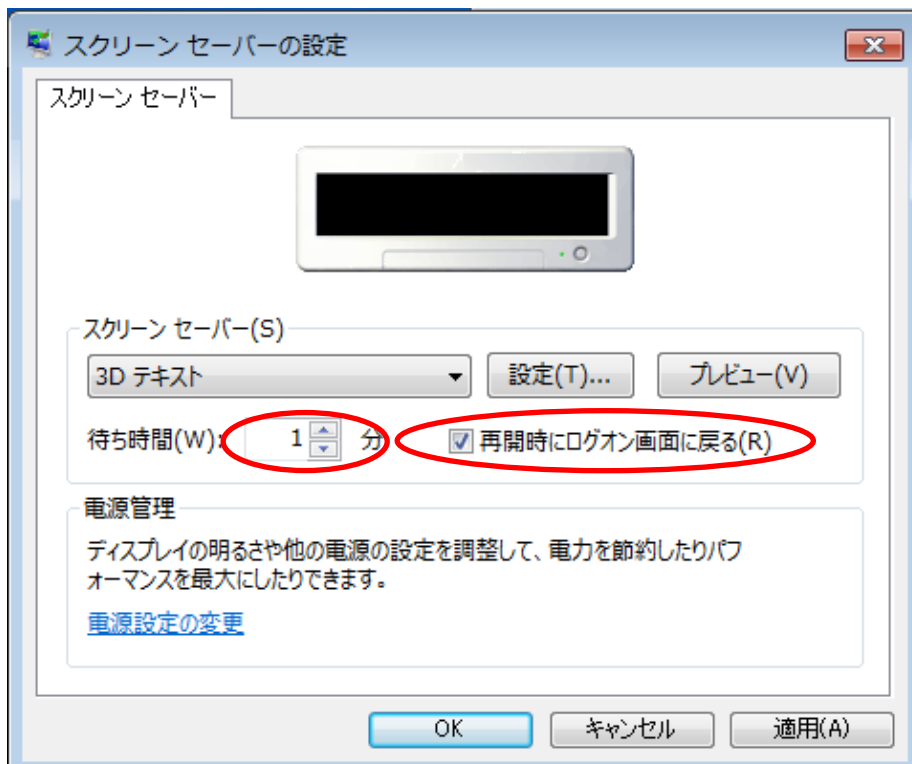 スクリーン セーバーの設定
スクリーン セーバー
スクリーン セーバー(S)
3D テキスト 設定(T)... プレビュー(V)
待ち時間(W): 1 分 再開時にログオン画面に戻る(R)
電源管理
ディスプレイの明るさや他の電源の設定を調整して、電力を節約したりパフ
ォーマンスを最大にしたりできます。
電源設定の変更
OK キャンセル 適用(A)